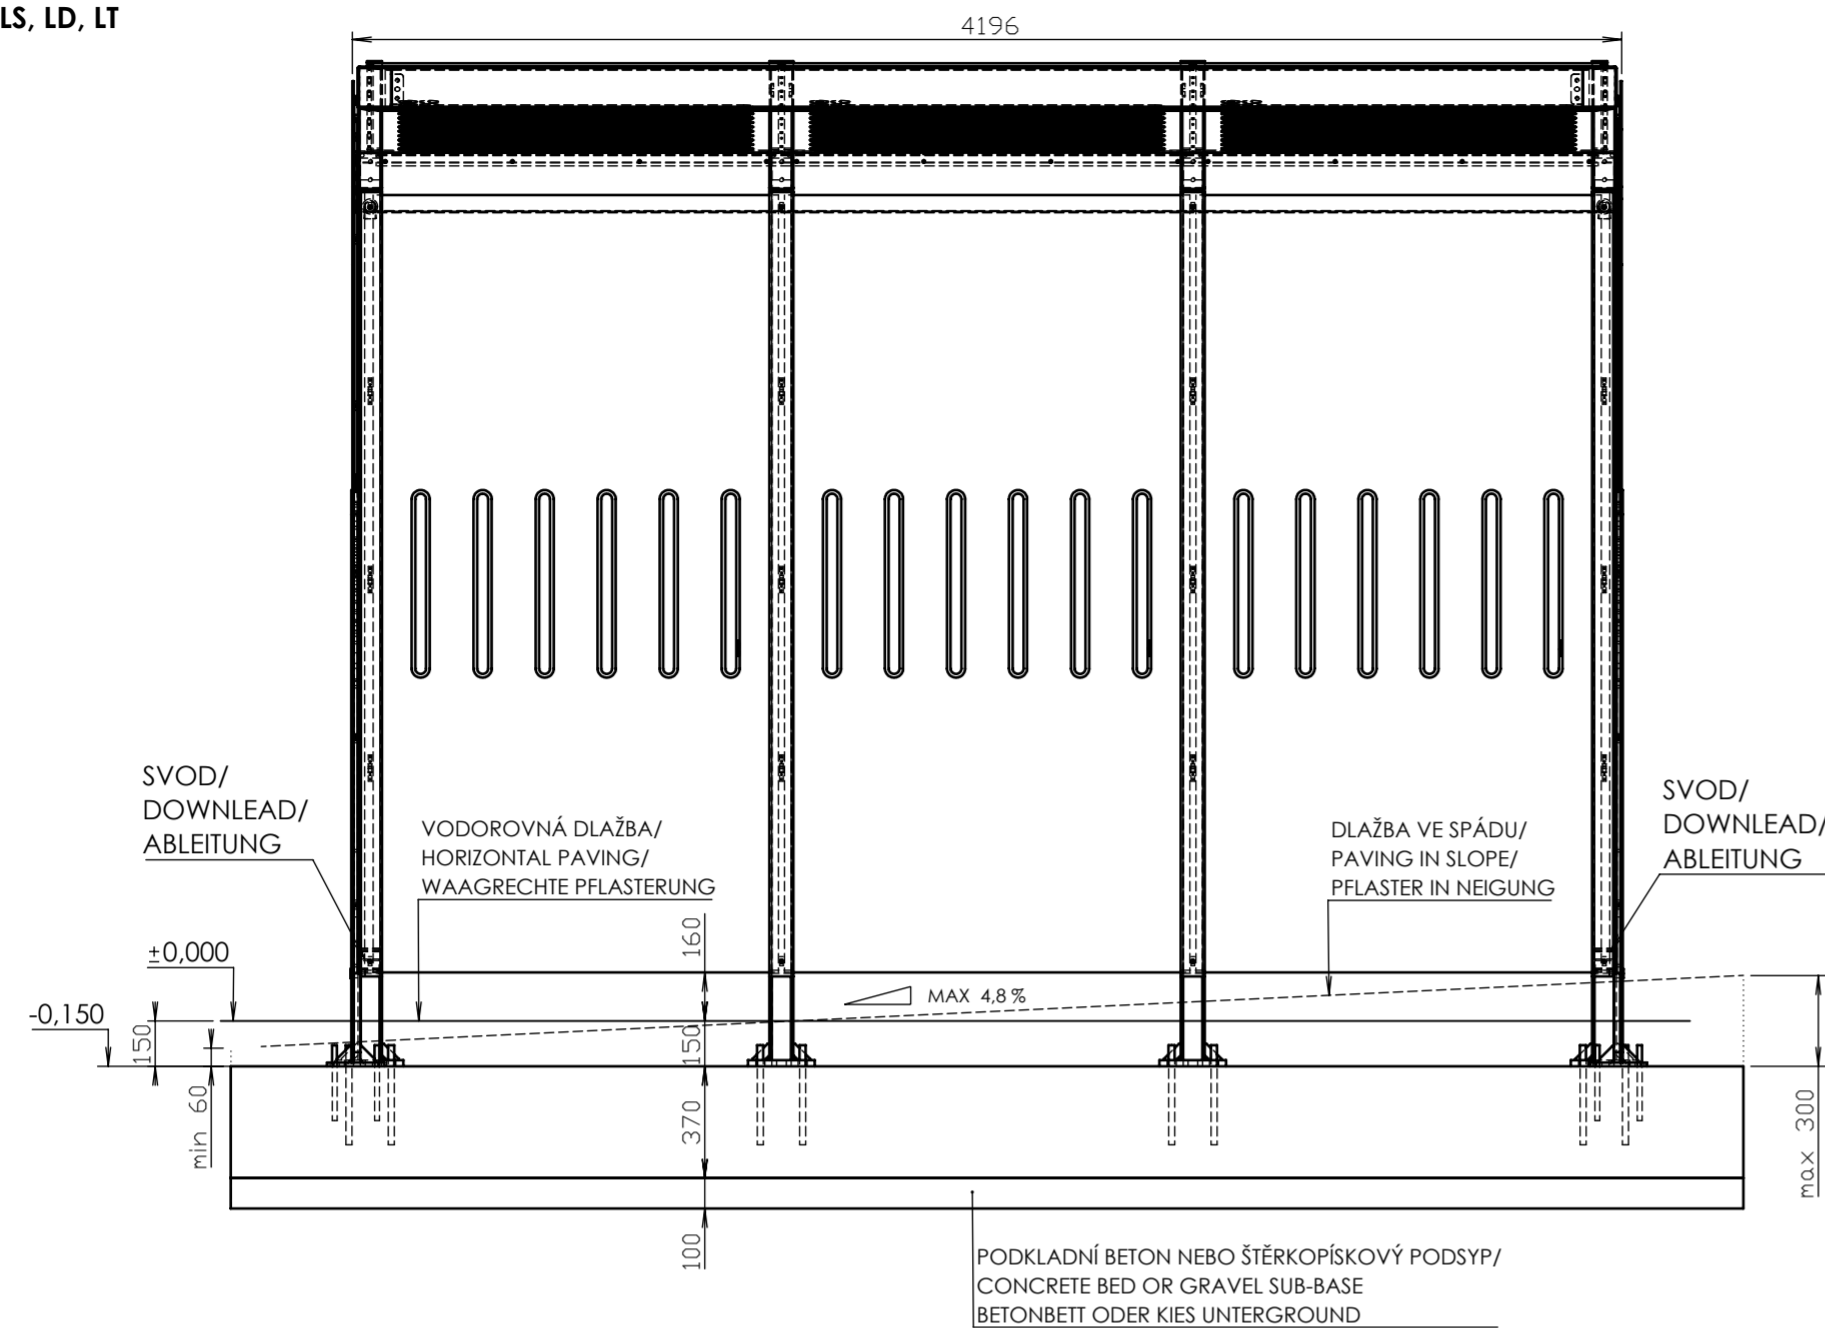 LS, LD, LT
4196
SVOD/
DOWNLEAD/
ABLEITUNG
VODOROVNÁ DLAŽBA/
HORIZONTAL PAVING/
WAAGRECHTE PFLASTERUNG
DLAŽBA VE SPÁDU/
PAVING IN SLOPE/
PFLASTER IN NEIGUNG
SVOD/
DOWNLEAD/
ABLEITUNG
±0,000
160
MAX 4,8%
-0,150
150
150
min 60
370
max 300
100
PODKLADNÍ BETON NEBO ŠTĚRKOPÍSKOVÝ PODSYP/
CONCRETE BED OR GRAVEL SUB-BASE
BETONBETT ODER KIES UNTERGROUND